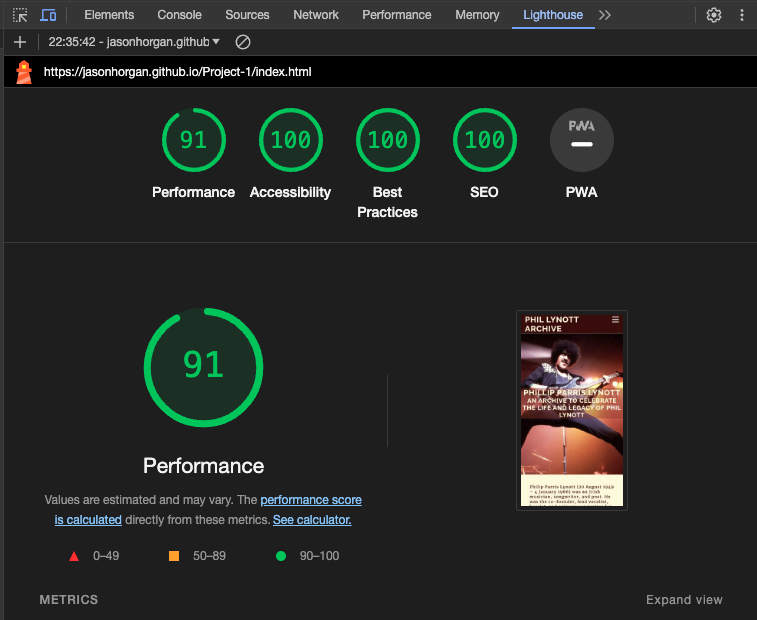 Elements Console Sources Network Performance Memory Lighthouse
22:35:42 - jasonhorgan.github
https://jasonhorgan.github.io/Project-1/index.html
91 100 100 100 PWA
Performance Accessibility Best Practices SEO PWA
91
Performance
Values are estimated and may vary. The performance score
is calculated directly from these metrics. See calculator.
0–49 50–89 90–100
PHIL LYNOTT
ARCHIVE
PHILLIP PARRIS LYNOTT
AN ARCHIVE TO CELEBRATE
THE LIFE AND LEGACY OF PHIL
LYNOTT
Phillip Parris Lynott (20 August 1949
– 4 January 1986) was an Irish
musician, songwriter, and poet. He
was the co-founder, lead vocalist,
METRICS Expand view